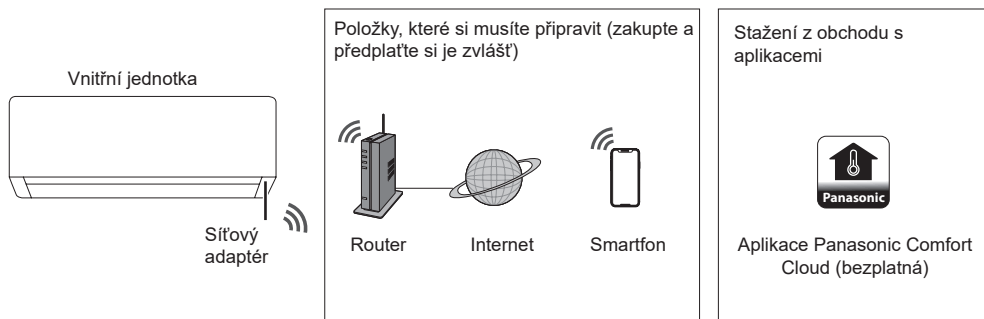 Vnitřní jednotka
Síťový
adaptér
Položky, které si musíte připravit (zakupte a
předplaťte si je zvlášť)
Router
Internet
Smartfon
Stažení z obchodu s
aplikacemi
Panasonic
Aplikace Panasonic Comfort
Cloud (bezplatná)